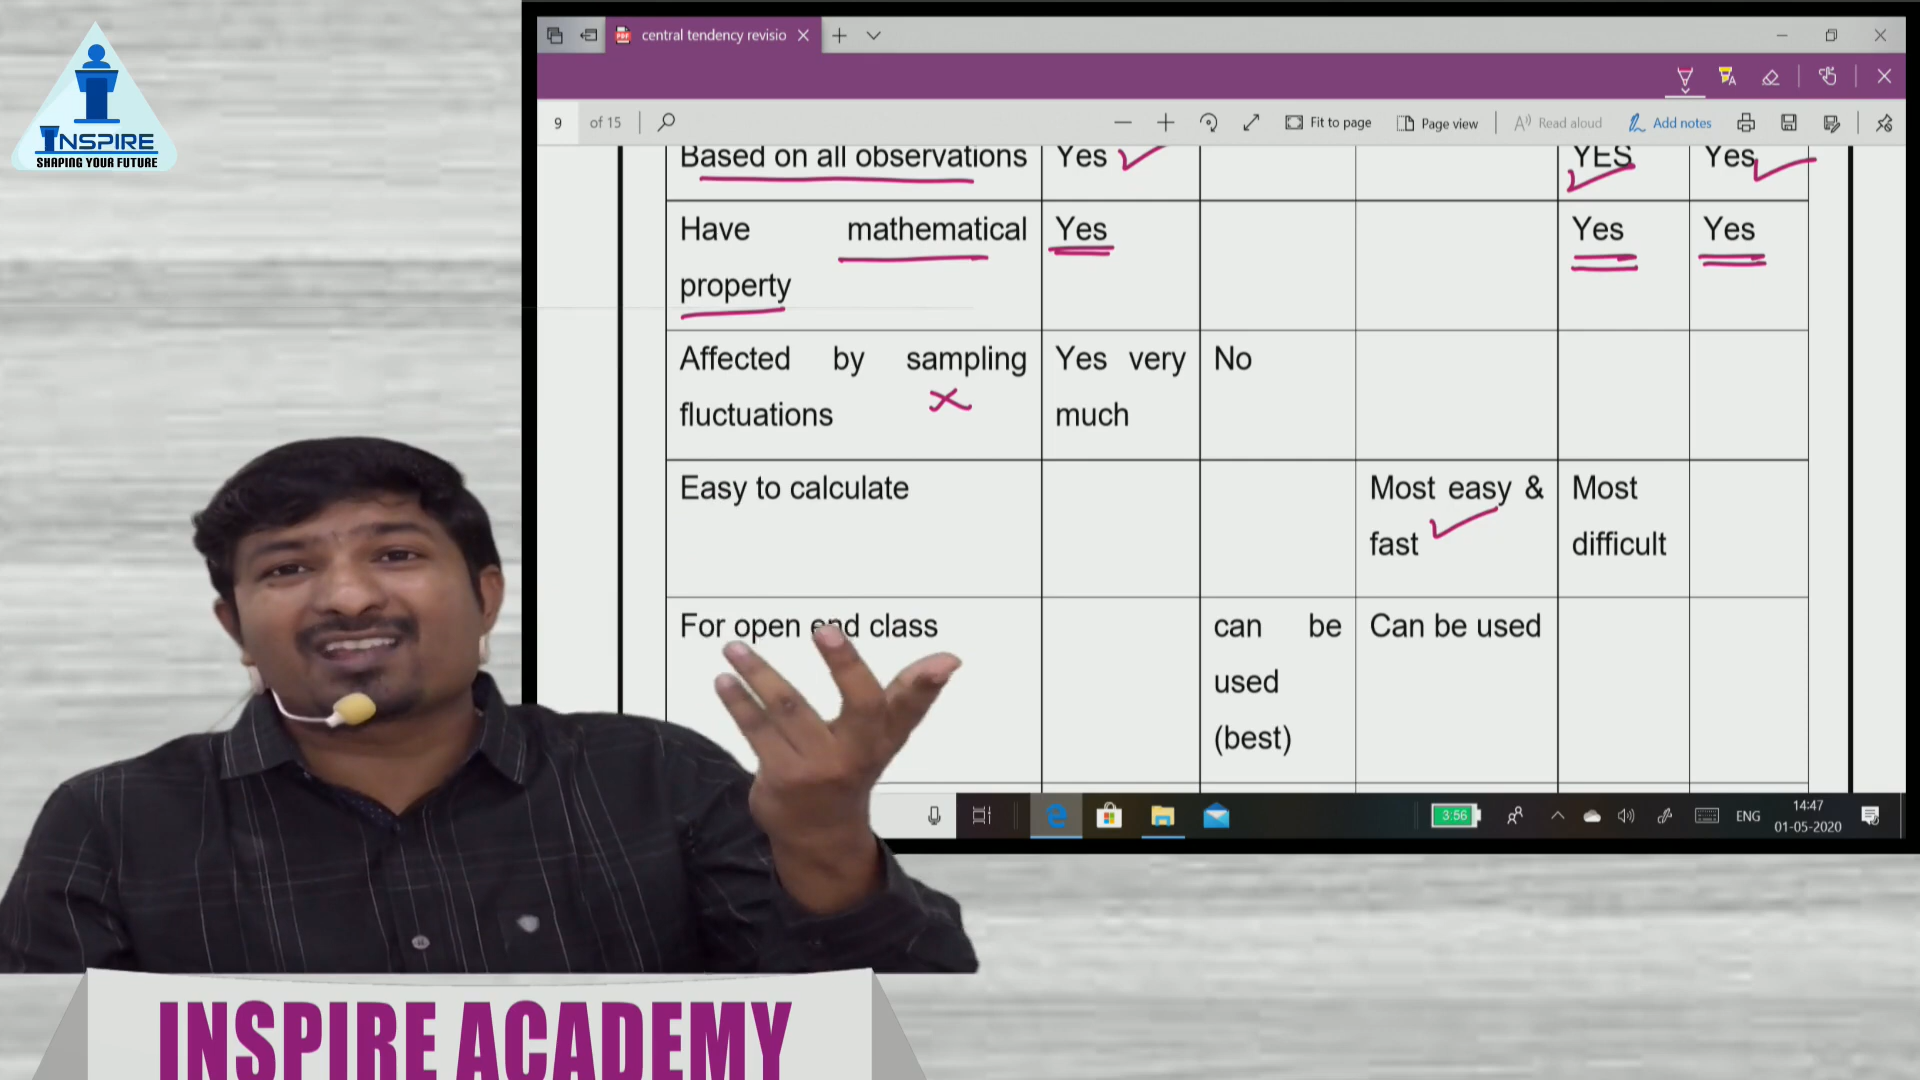 INSPIRE
SHAPING YOUR FUTURE
central tendency revisio
9 of 15
Fit to page
Page view
Read aloud
Add notes
Based on all observations Yes YES Yes
Have mathematical Yes Yes Yes
property
Affected by sampling Yes very No
fluctuations much
Easy to calculate Most easy & Most
fast difficult
For open end class can be Can be used
used
(best)
3:56
ENG
14:47
01-05-2020
INSPIRE ACADEMY